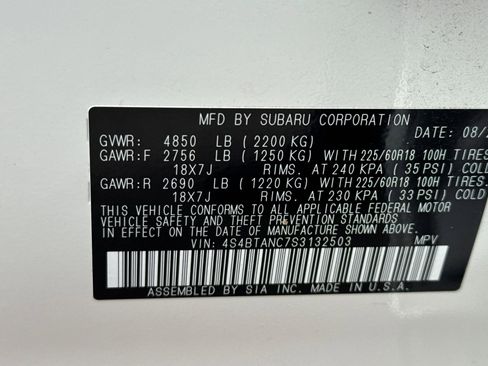 MFD BY SUBARU CORPORATION
DATE: 08/
GVWR: 4850 LB (2200 KG)
GAWR:F 2756 LB (1250 KG) WITH 225/60R18 100H TIRES
18X7J RIMS. AT 240 KPA (35 PSI) COLD
GAWR:R 2690 LB (1220 KG) WITH 225/60R18 100H TIRES.
18X7J RIMS. AT 230 KPA (33 PSI) COLD
THIS VEHICLE CONFORMS TO ALL APPLICABLE FEDERAL MOTOR
VEHICLE SAFETY AND THEFT PREVENTION STANDARDS
IN EFFECT ON THE DATE OF MANUFACTURE SHOWN ABOVE.
VIN: 4S4BTANC7S3132503 MPV
ASSEMBLED BY SIA INC. MADE IN U.S.A.